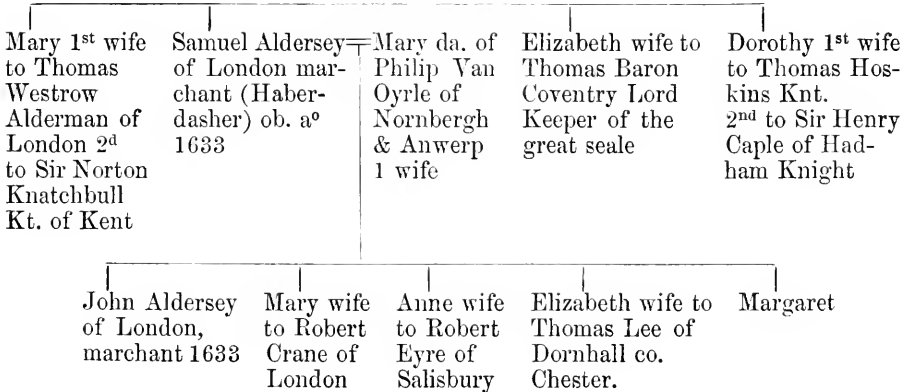 Mary 1st wife
to Thomas
Westrow
Alderman of
London 2d
to Sir Norton
Knatchbull
Kt. of Kent
Samuel Aldersey
of London mar-
chant (Haber-
dasher) ob. ao
1633
Mary da. of
Philip Van
Oyrle of
Nornbergh
& Anwerp
1 wife
Elizabeth wife to
Thomas Baron
Coventry Lord
Keeper of the
great seale
Dorothy 1st wife
to Thomas Hos-
kins Knt.
2nd to Sir Henry
Caple of Had-
ham Knight
John Aldersey
of London,
marchant 1633
Mary wife
to Robert
Crane of
London
Anne wife
to Robert
Eyre of
Salisbury
Elizabeth wife to
Thomas Lee of
Dornhall co.
Chester.
Margaret